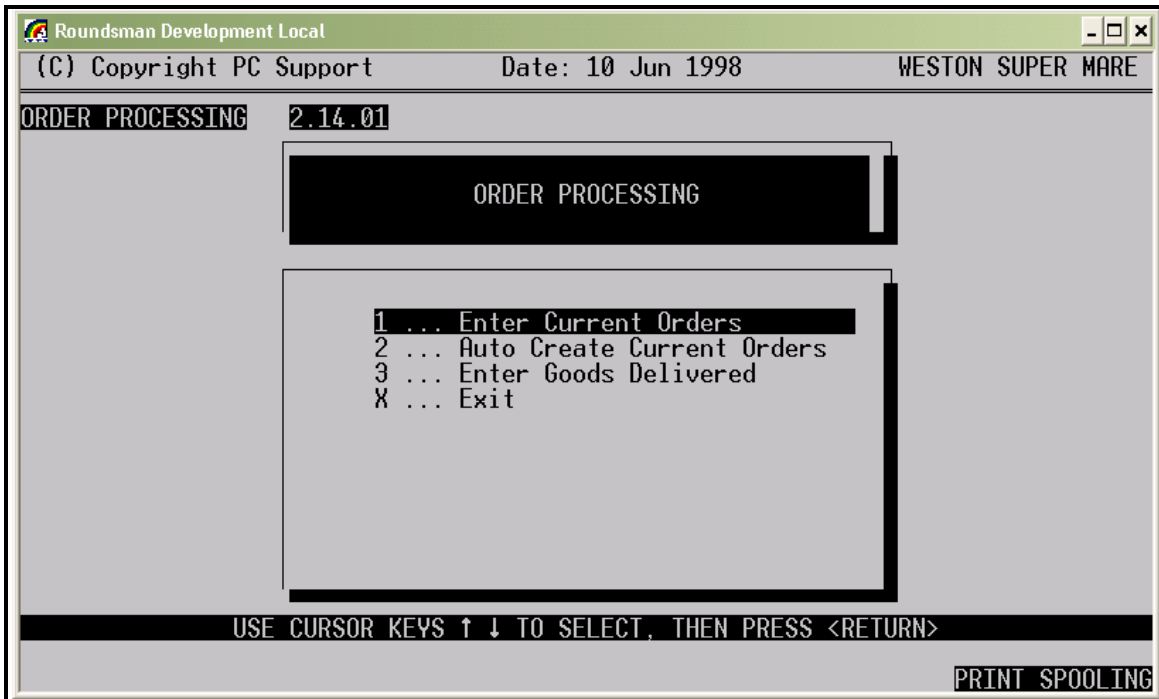 Roundsman Development Local
(C) Copyright PC Support Date: 10 Jun 1998 WESTON SUPER MARE
ORDER PROCESSING 2.14.01
ORDER PROCESSING
1 ... Enter Current Orders
2 ... Auto Create Current Orders
3 ... Enter Goods Delivered
X ... Exit
USE CURSOR KEYS ↑ ↓ TO SELECT, THEN PRESS <RETURN>
PRINT SPOOLING